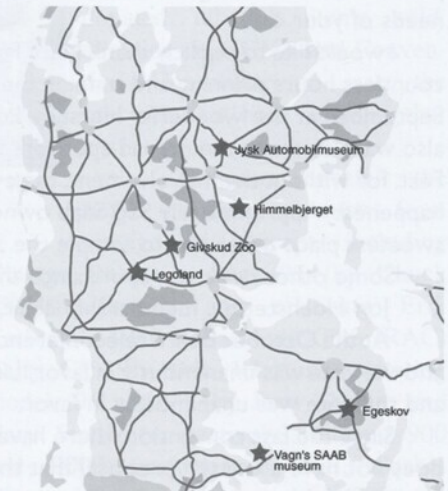 Jysk Automobilmuseum
Himmelbjerget
Givskud Zoo
Legoland
Egeskov
Vagn's SAAB
museum